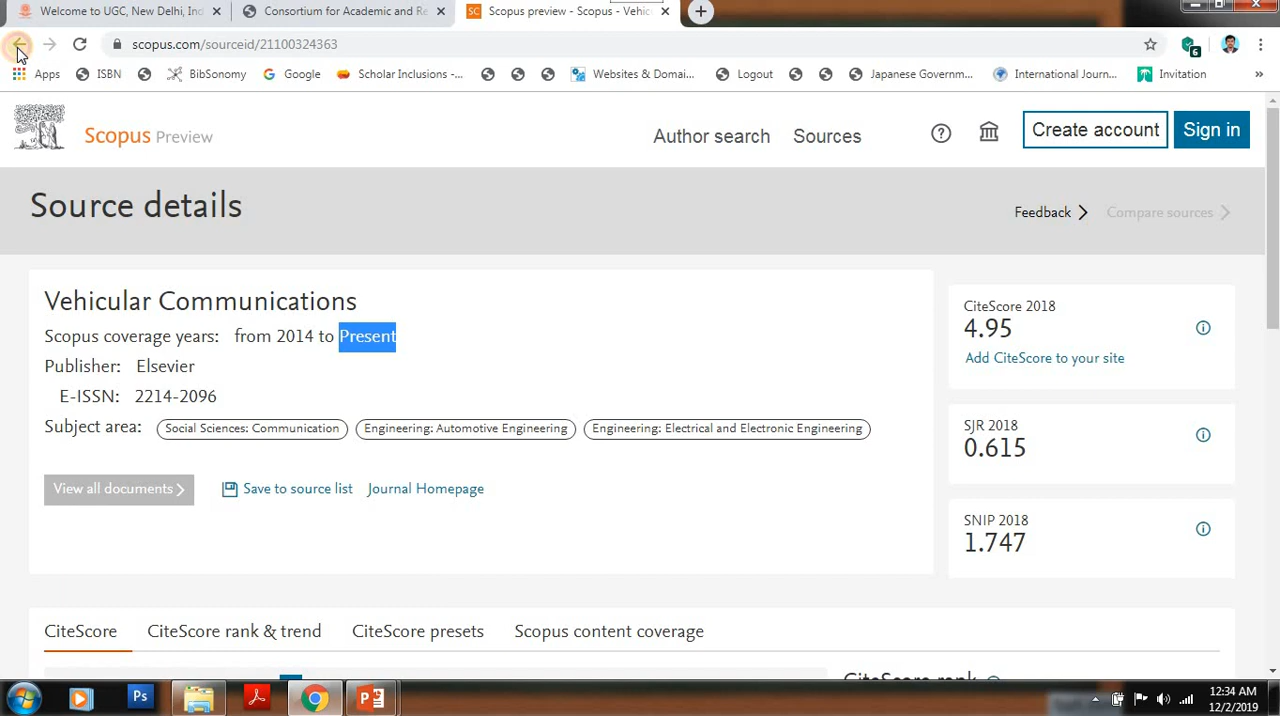 Welcome to UGC, New Delhi, Ind
Consortium for Academic and Re
SC Scopus preview - Scopus - Vehic
scopus.com/sourceid/21100324363
6
Apps ISBN BibSonomy Google Scholar Inclusions -... Websites & Domai... Logout Japanese Governm... International Journ... Invitation »
Scopus Preview
Author search Sources Create account Sign in
Source details
Feedback Compare sources
Vehicular Communications
Scopus coverage years: from 2014 to Present
Publisher: Elsevier
E-ISSN: 2214-2096
Subject area: Social Sciences: Communication Engineering: Automotive Engineering Engineering: Electrical and Electronic Engineering
View all documents Save to source list Journal Homepage
CiteScore 2018
4.95
Add CiteScore to your site
SJR 2018
0.615
SNIP 2018
1.747
CiteScore CiteScore rank & trend CiteScore presets Scopus content coverage
CiteScore rank
Ps
12:34 AM
12/2/2019